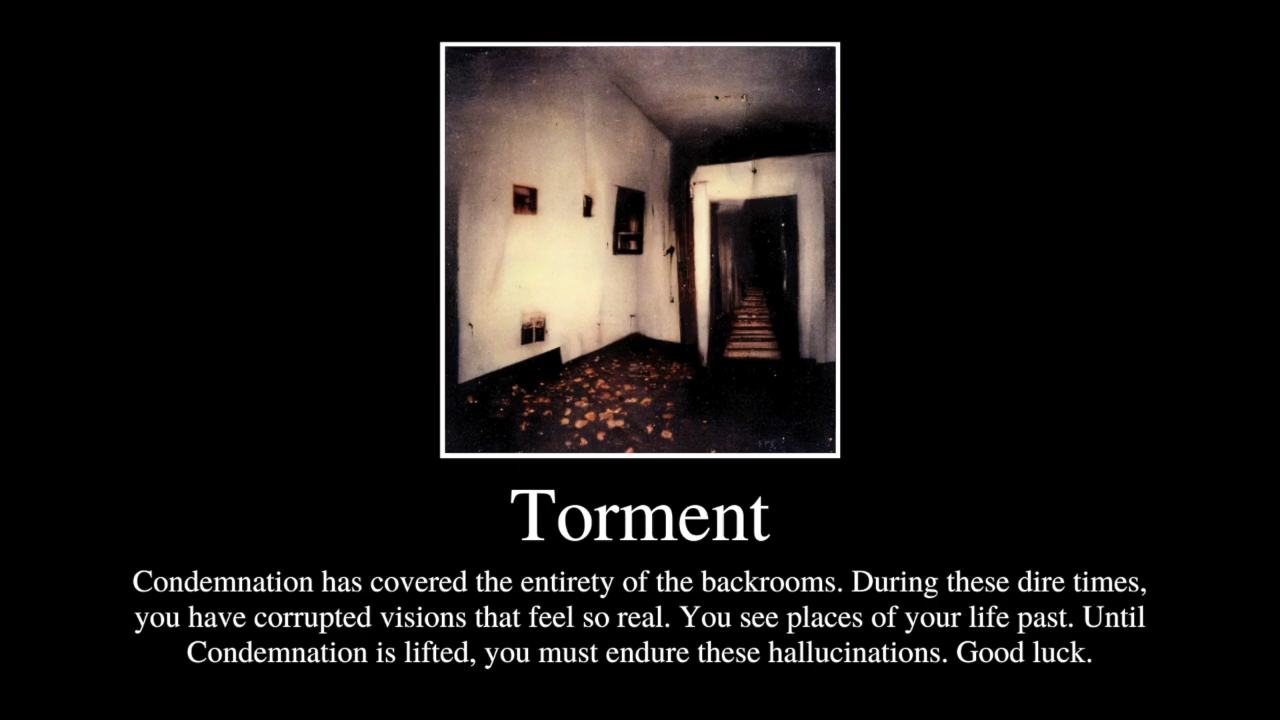 Torment
Condemnation has covered the entirety of the backrooms. During these dire times,
you have corrupted visions that feel so real. You see places of your life past. Until
Condemnation is lifted, you must endure these hallucinations. Good luck.